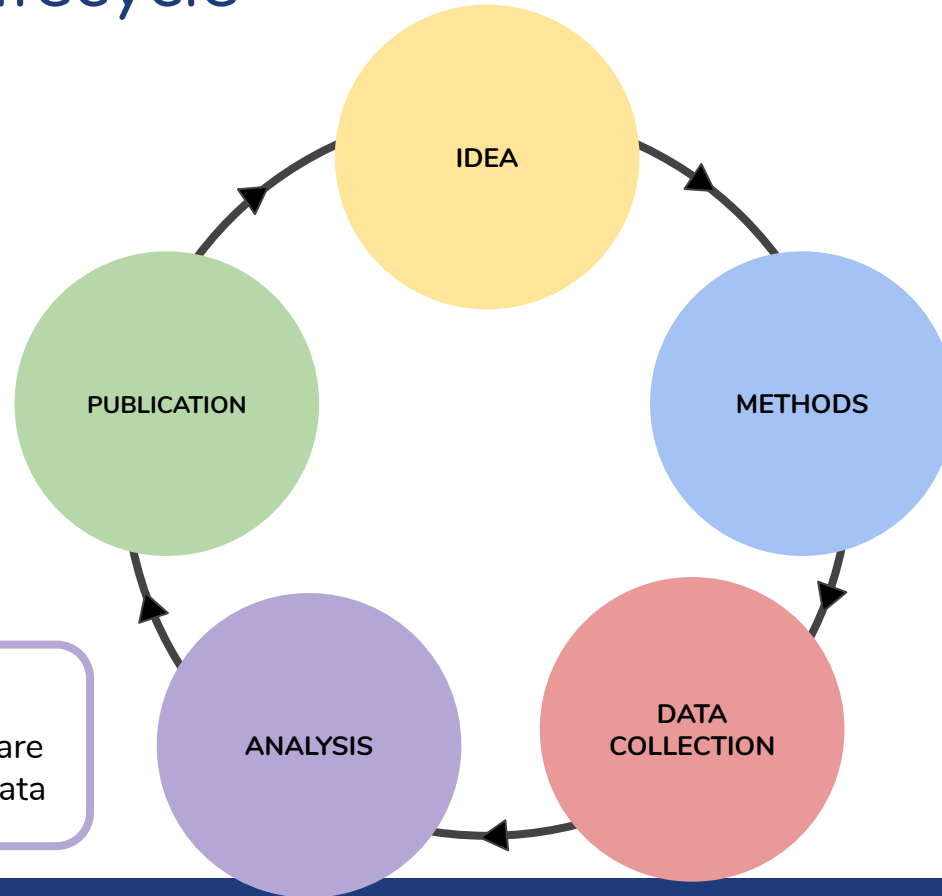 IDEA
PUBLICATION
METHODS
DATA
COLLECTION
ANALYSIS